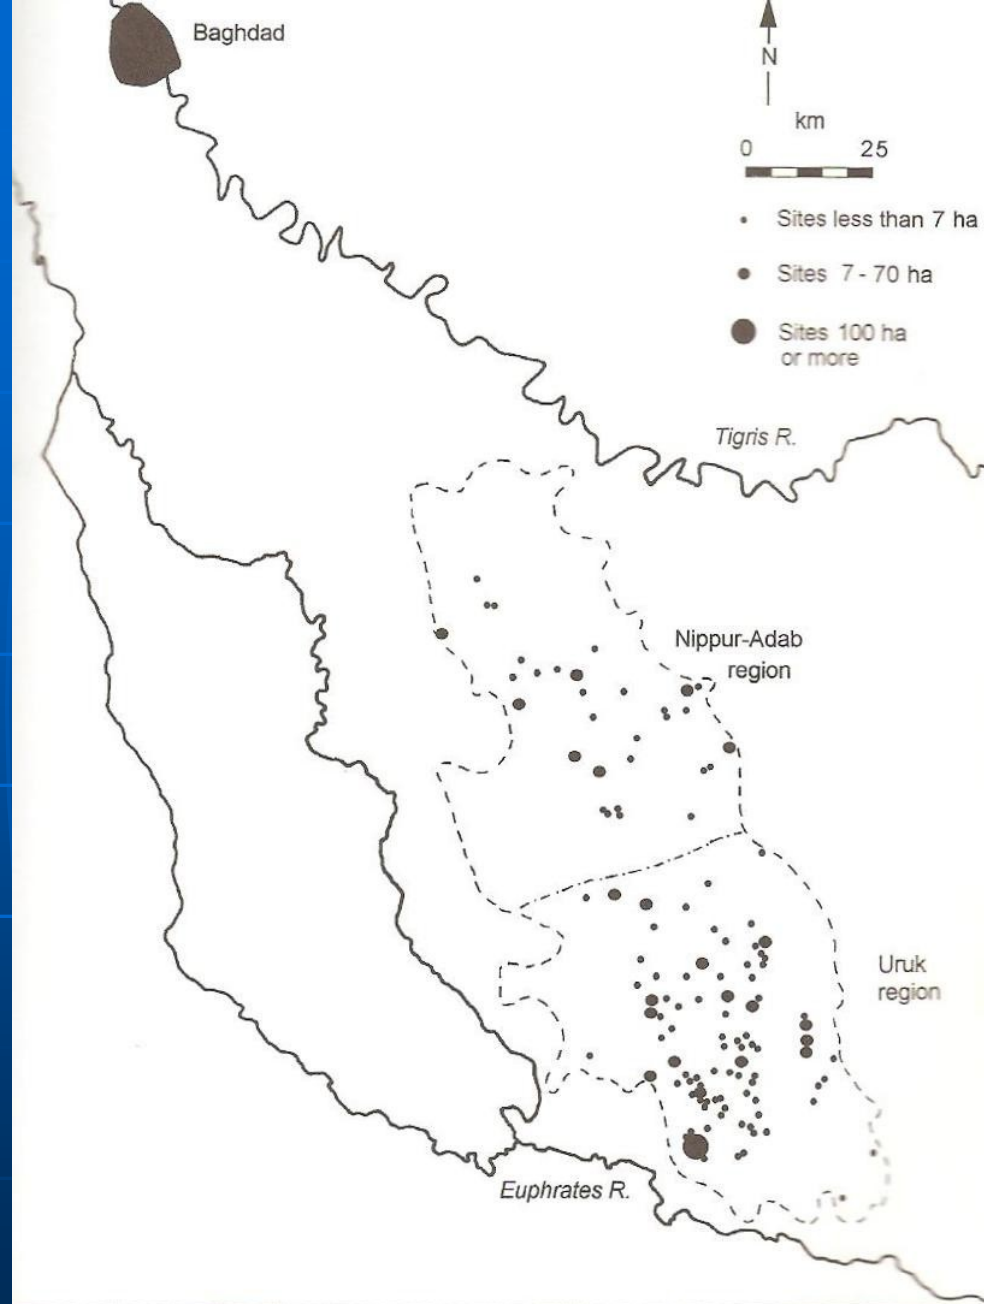 Baghdad
N
km
0 25
Sites less than 7 ha
Sites 7 - 70 ha
Sites 100 ha
or more
Tigris R.
Nippur-Adab
region
Uruk
region
Euphrates R.